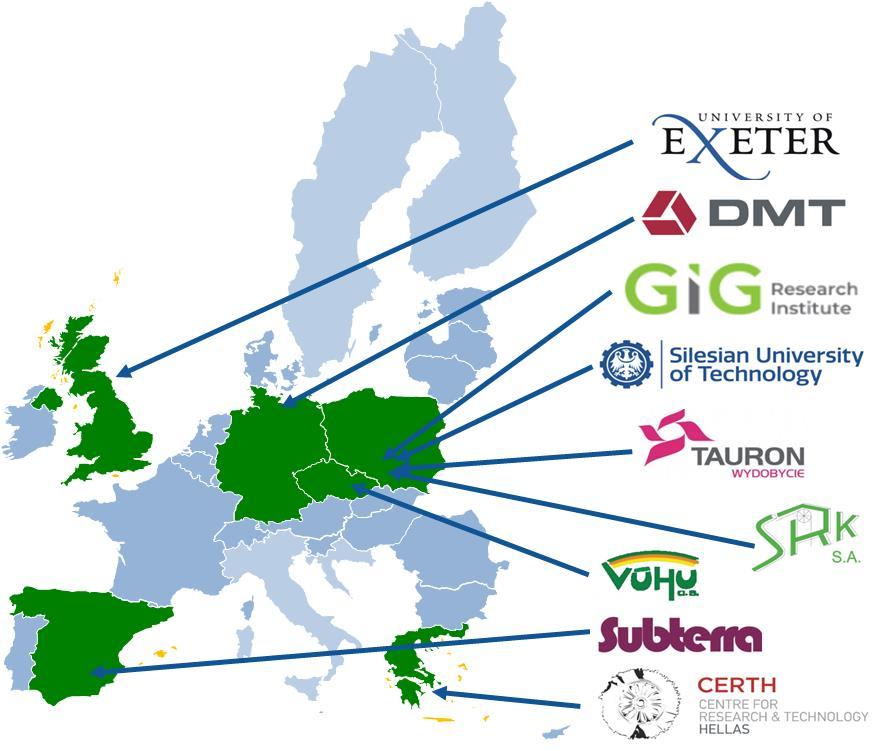 UNIVERSITY OF
EXETER
DMT
GiG
Research
Institute
Silesian University
of Technology
TAURON
WYDOBYCIE
SRK
S.A.
VÚHU
a.s.
Subterra
CERTH
CENTRE FOR
RESEARCH & TECHNOLOGY
HELLAS